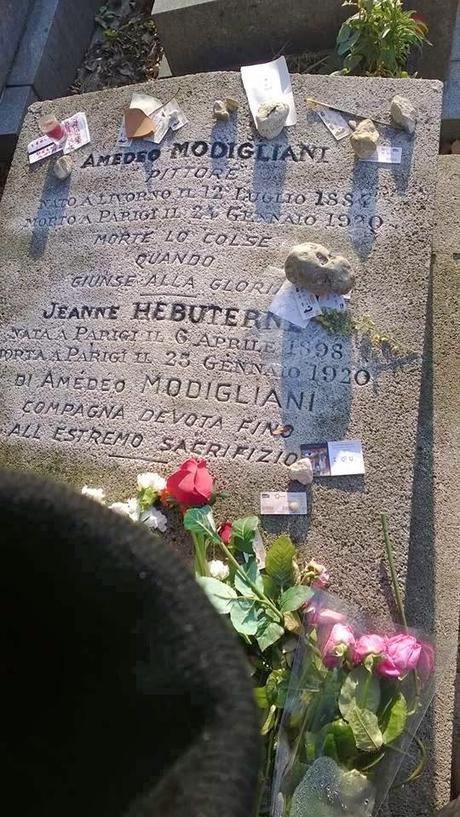 Amedeo Modigliani
Pittore
Nato a Livorno il 12 Luglio 1884
Morto a Parigi il 24 Gennaio 1920
Morte lo colse
quando
giunse alla gloria
Jeanne Hébuterne
Nata a Parigi il 6 Aprile 1898
Morta a Parigi il 25 Gennaio 1920
di Amedeo Modigliani
compagna devota fino
all estremo sacrifizio